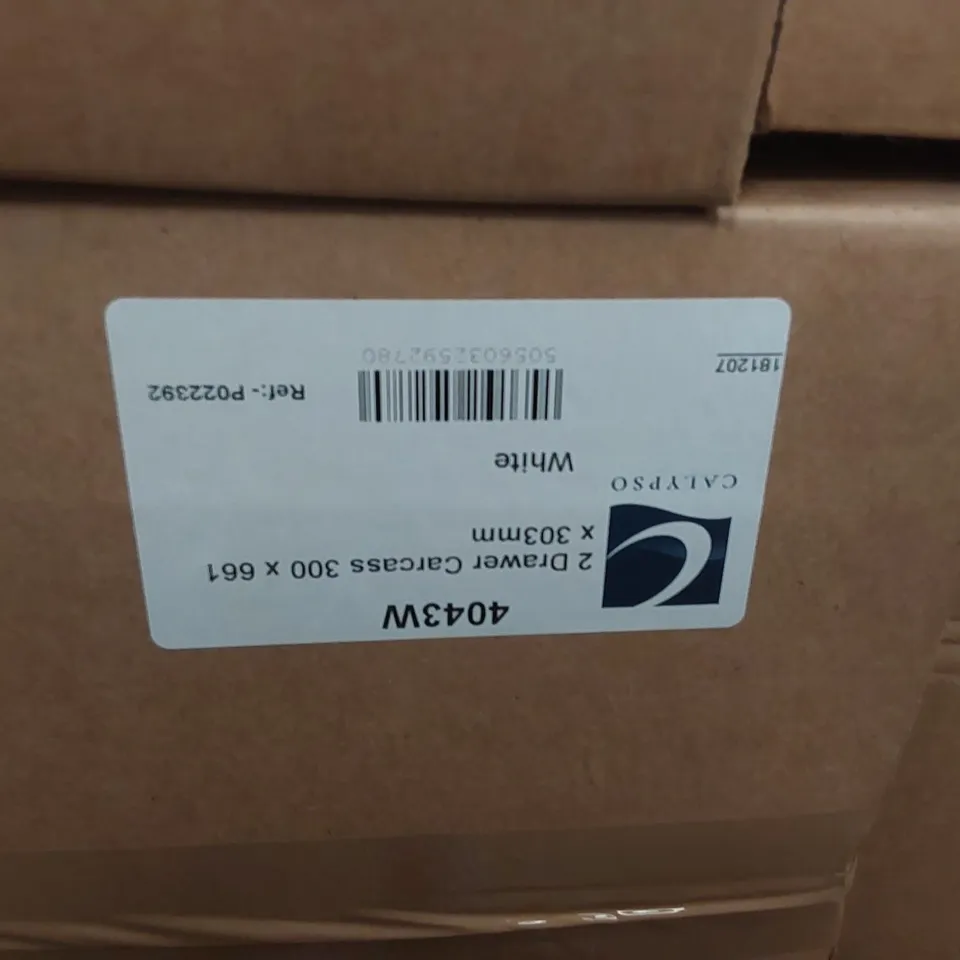 4043W
2 Drawer Carcass 300 x 661
x 303mm
CALYPSO
White
Ref:- P022392
5056032592780
181207